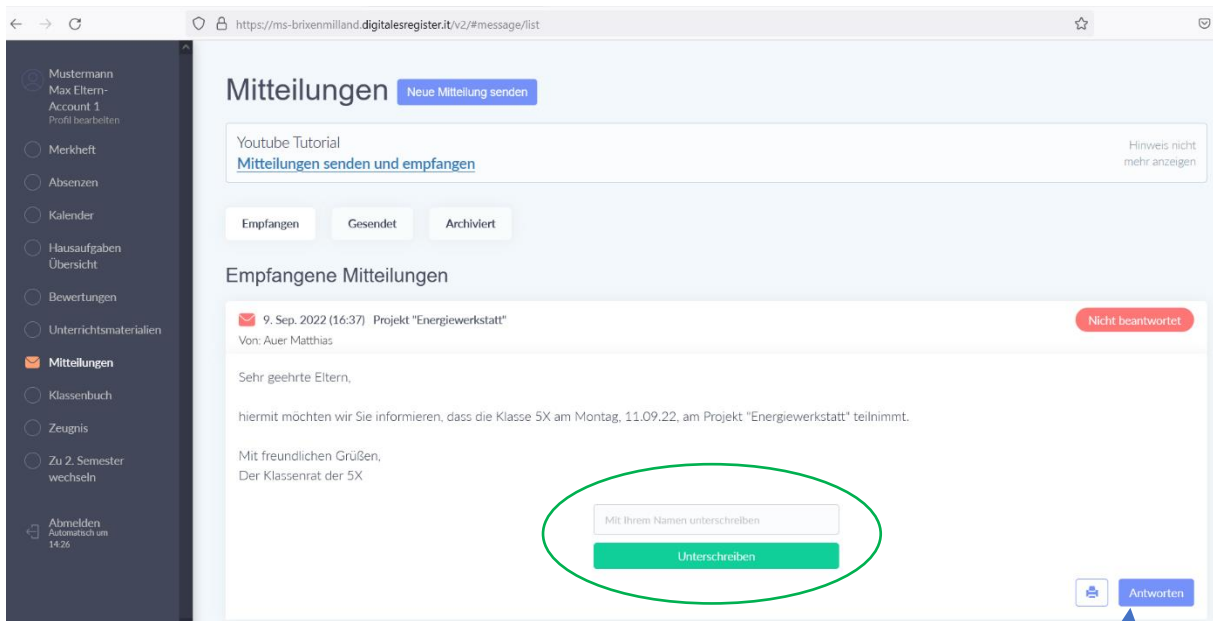 https://ms-brixenmilland.digitalesregister.it/v2/#message/list
Mustermann
Max Eltern-
Account 1
Profil bearbeiten
Merkheft
Absenzen
Kalender
Hausaufgaben
Übersicht
Bewertungen
Unterrichtsmaterialien
Mitteilungen
Klassenbuch
Zeugnis
Zu 2. Semester
wechseln
Abmelden
Automatisch um
14:26
Mitteilungen Neue Mitteilung senden
Youtube Tutorial
Mitteilungen senden und empfangen
Hinweis nicht
mehr anzeigen
Empfangen Gesendet Archiviert
Empfangene Mitteilungen
9. Sep. 2022 (16:37) Projekt "Energiewerkstatt"
Von: Auer Matthias
Nicht beantwortet
Sehr geehrte Eltern,
hiermit möchten wir Sie informieren, dass die Klasse 5X am Montag, 11.09.22, am Projekt "Energiewerkstatt" teilnimmt.
Mit freundlichen Grüßen,
Der Klassenrat der 5X
Mit Ihrem Namen unterschreiben
Unterschreiben
Antworten